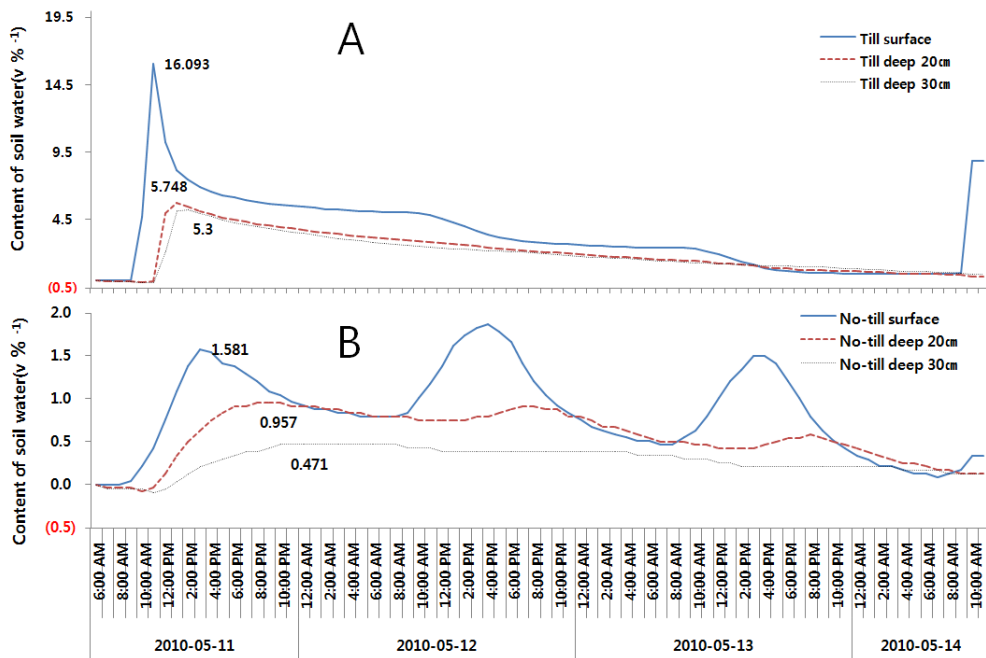 19.5
14.5
9.5
4.5
(0.5)
Content of soil water(v % -1)
A
16.093
5.748
5.3
Till surface
Till deep 20㎝
Till deep 30㎝
2.0
1.5
1.0
0.5
0.0
(0.5)
Content of soil water(v % -1)
B
1.581
0.957
0.471
No-till surface
No-till deep 20㎝
No-till deep 30㎝
6:00 AM
8:00 AM
10:00 AM
12:00 PM
2:00 PM
4:00 PM
6:00 PM
8:00 PM
10:00 PM
12:00 AM
2:00 AM
4:00 AM
6:00 AM
8:00 AM
10:00 AM
12:00 PM
2:00 PM
4:00 PM
6:00 PM
8:00 PM
10:00 PM
12:00 AM
2:00 AM
4:00 AM
6:00 AM
8:00 AM
10:00 AM
12:00 PM
2:00 PM
4:00 PM
6:00 PM
8:00 PM
10:00 PM
12:00 AM
2:00 AM
4:00 AM
6:00 AM
8:00 AM
10:00 AM
2010-05-11
2010-05-12
2010-05-13
2010-05-14